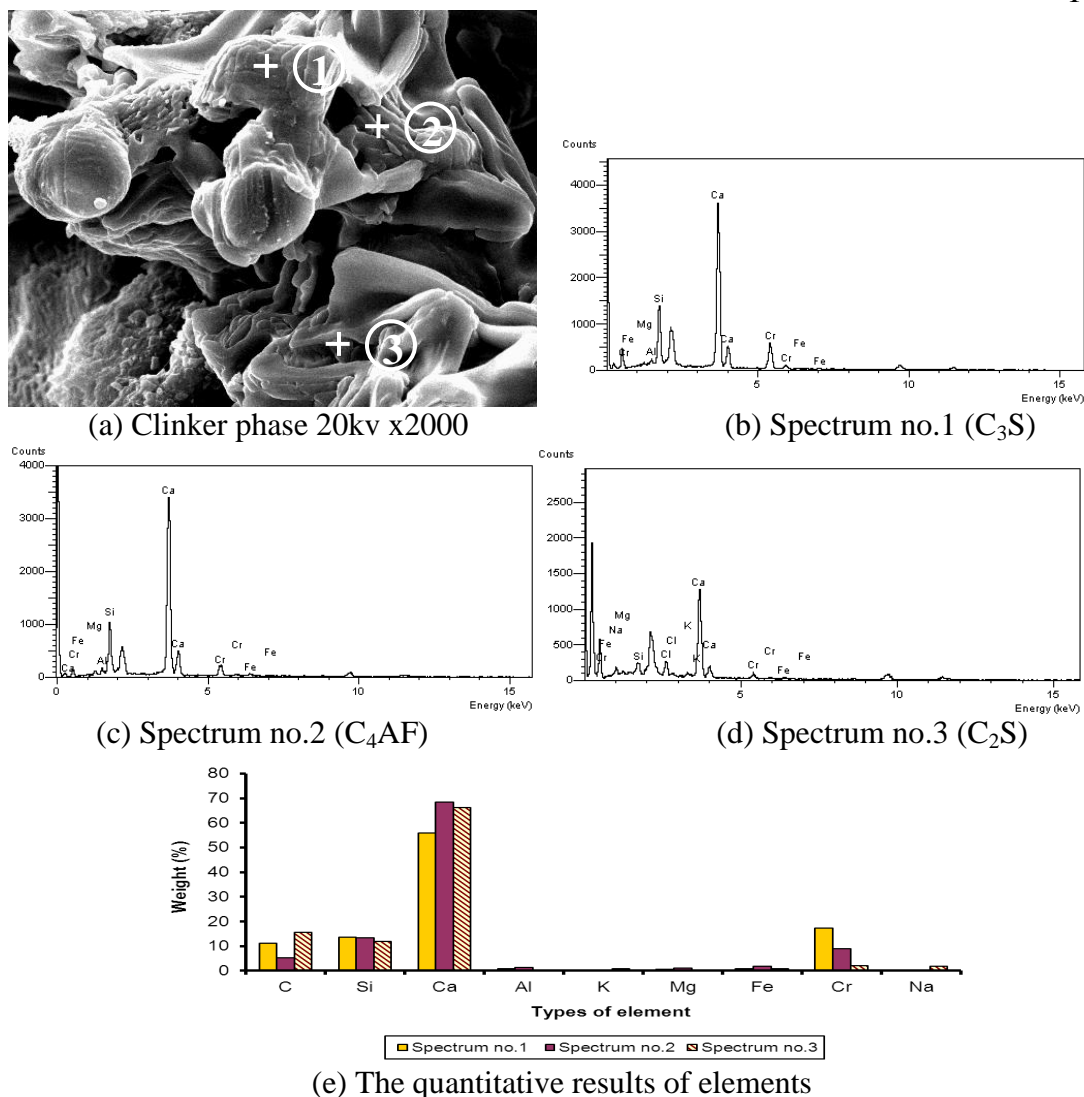 + 1
+ 2
+ 3
(a) Clinker phase 20kv x2000
Counts
4000
3000
2000
1000
0
Ca
Si
Mg
Fe
Cr
Al
Ca
Cr
Fe
Cr
Fe
5
10
15
Energy (keV)
(b) Spectrum no.1 (C₃S)
Counts
4000
3000
2000
1000
0
Ca
Si
Mg
Fe
Cr
Al
Ca
Ca
Cr
Cr
Fe
Fe
5
10
15
Energy (keV)
(c) Spectrum no.2 (C₄AF)
Counts
2500
2000
1500
1000
500
0
Ca
Mg
Na
K
Fe
Cl
Ca
Cr
Si
Cl
K
Cr
Cr
Fe
Fe
5
10
15
Energy (keV)
(d) Spectrum no.3 (C₂S)
Weight (%)
80
70
60
50
40
30
20
10
0
C Si Ca Al K Mg Fe Cr Na
Types of element
Spectrum no.1 Spectrum no.2 Spectrum no.3
(e) The quantitative results of elements